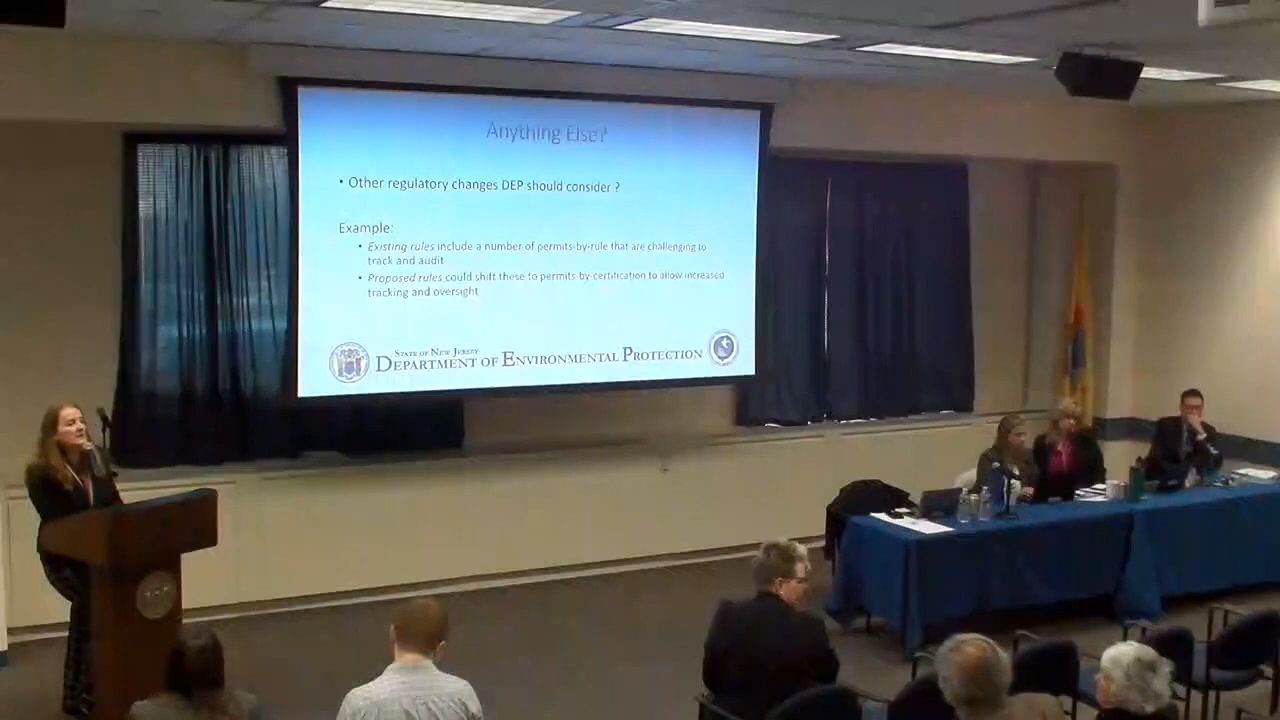 Anything Else?
• Other regulatory changes DEP should consider ?
Example:
• Existing rules include a number of permits-by-rule that are challenging to
track and audit
• Proposed rules could shift these to permits-by-certification to allow increased
tracking and oversight
STATE OF NEW JERSEY
DEPARTMENT OF ENVIRONMENTAL PROTECTION